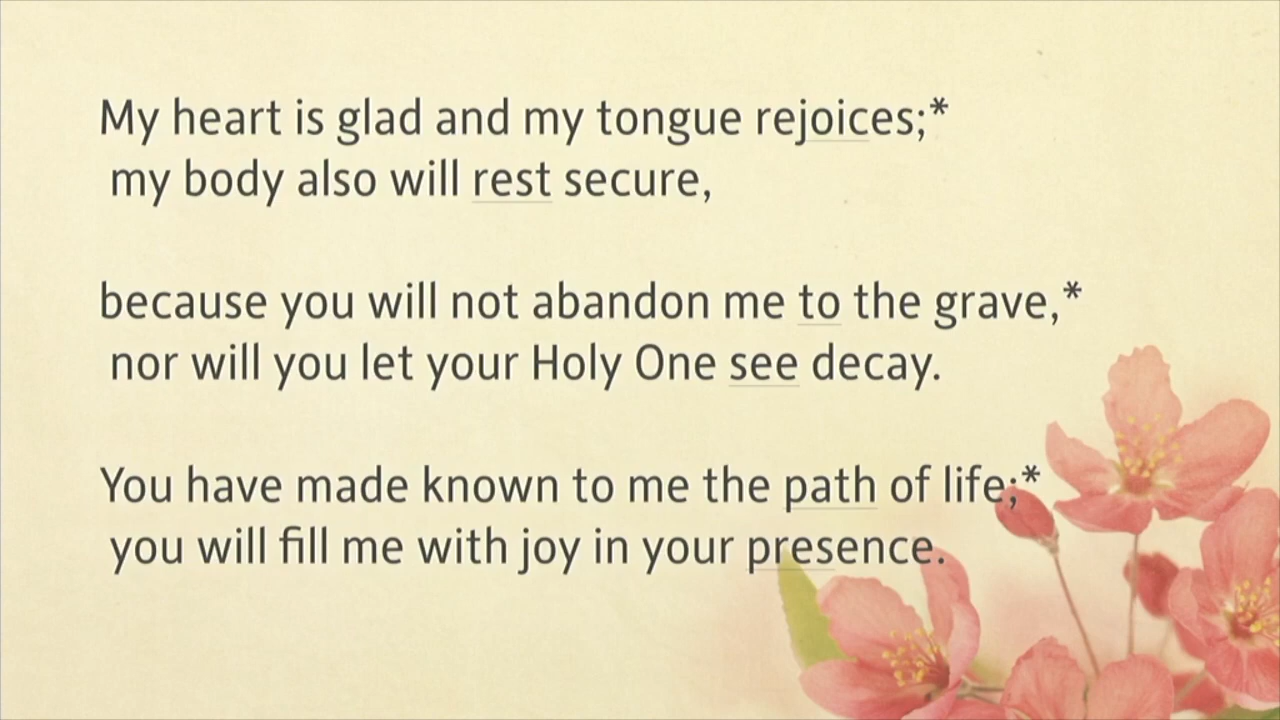 My heart is glad and my tongue rejoices;*
my body also will rest secure,
because you will not abandon me to the grave,*
nor will you let your Holy One see decay.
You have made known to me the path of life;*
you will fill me with joy in your presence.